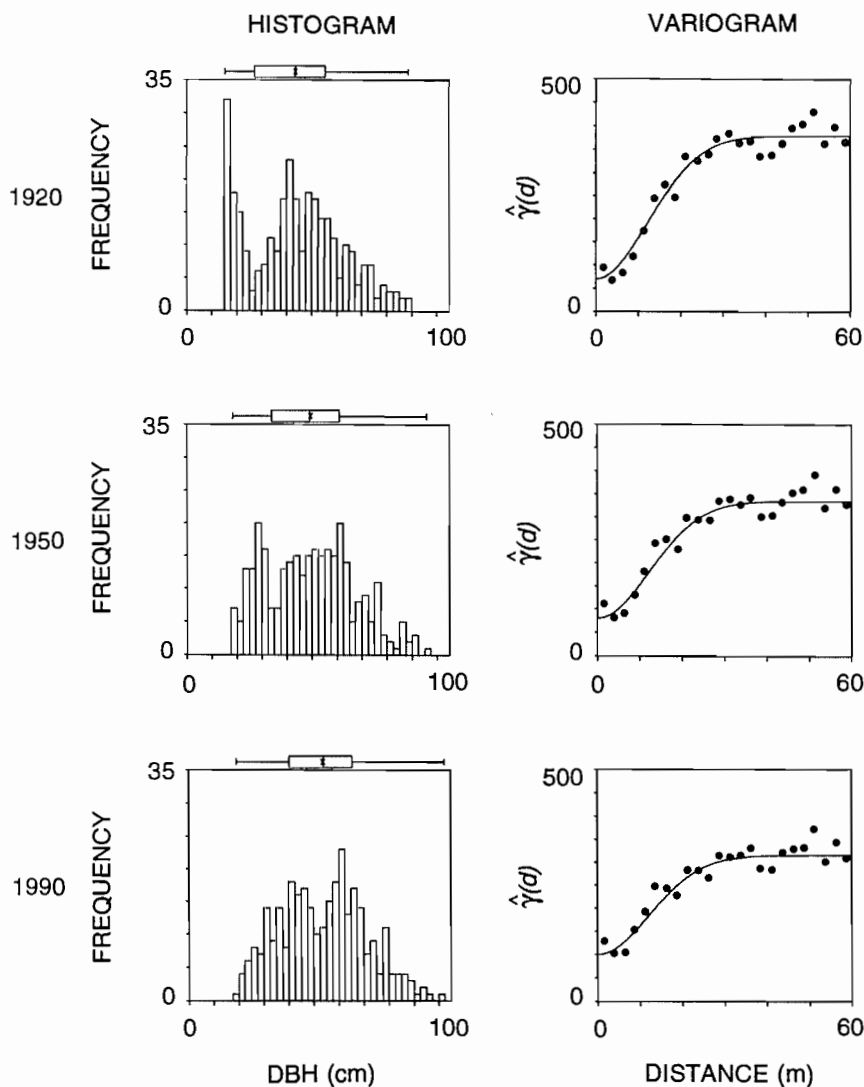 HISTOGRAM
VARIOGRAM
1920
FREQUENCY
35
0
0
100
γ̂(d)
500
0
0
60
1950
FREQUENCY
35
0
0
100
γ̂(d)
500
0
0
60
1990
FREQUENCY
35
0
0
100
DBH (cm)
γ̂(d)
500
0
0
60
DISTANCE (m)